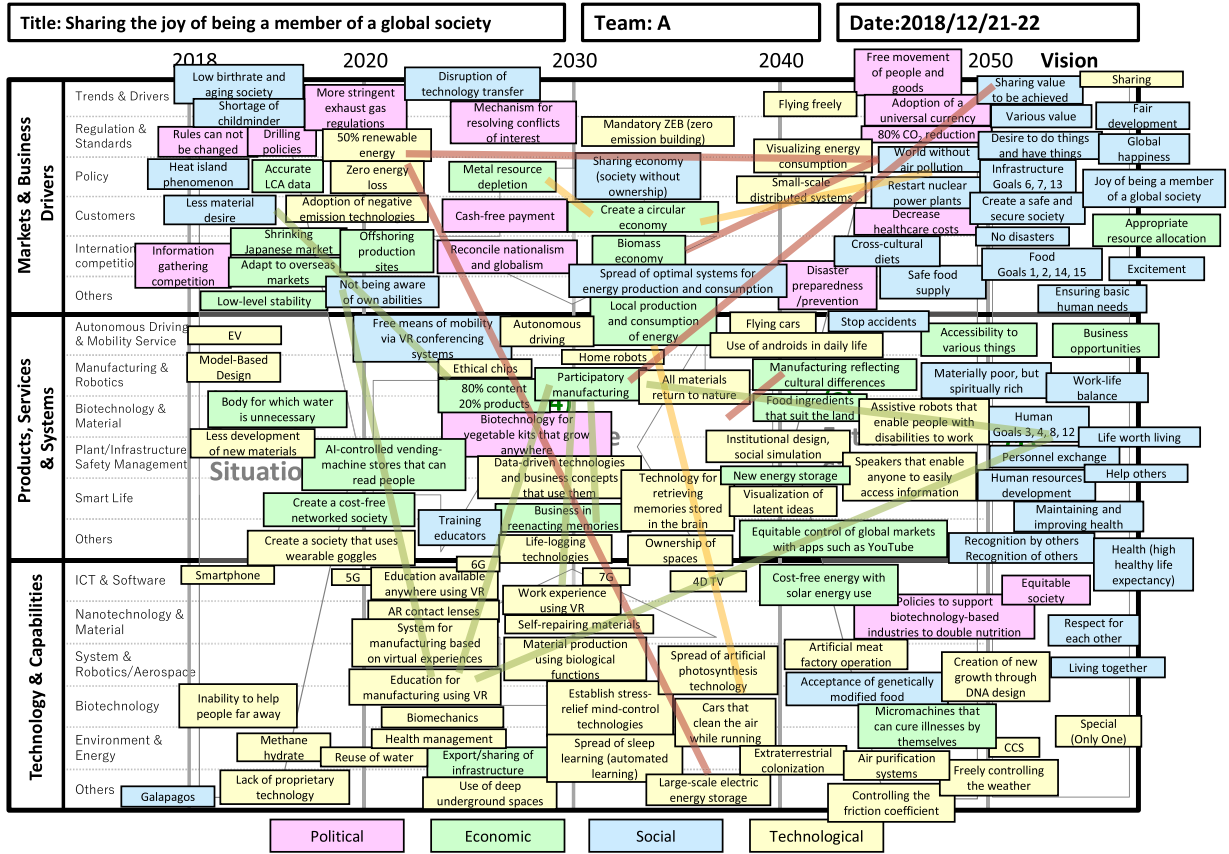 Title: Sharing the joy of being a member of a global society
Team: A
Date:2018/12/21-22
2018
2020
2030
2040
2050
Vision
Markets & Business
Drivers
Trends & Drivers
Regulation &
Standards
Policy
Customers
Internation
competitio
Others
Low birthrate and
aging society
Shortage of
childminder
Rules can not
be changed
Drilling
policies
More stringent
exhaust gas
regulations
Disruption of
technology transfer
Mechanism for
resolving conflicts
of interest
50% renewable
energy
Heat island
phenomenon
Accurate
LCA data
Zero energy
loss
Metal resource
depletion
Less material
desire
Adoption of negative
emission technologies
Cash-free payment
Information
gathering
competition
Shrinking
Japanese market
Adapt to overseas
markets
Offshoring
production
sites
Reconcile nationalism
and globalism
Low-level stability
Not being aware
of own abilities
Mandatory ZEB (zero
emission building)
Sharing economy
(society without
ownership)
Create a circular
economy
Biomass
economy
Spread of optimal systems for
energy production and consumption
Local production
and consumption
of energy
Flying freely
Visualizing energy
consumption
Small-scale
distributed systems
Disaster
preparedness
/prevention
Free movement
of people and
goods
Adoption of a
universal currency
80% CO₂ reduction
World without
air pollution
Restart nuclear
power plants
Decrease
healthcare costs
Cross-cultural
diets
Safe food
supply
Sharing value
to be achieved
Various value
Desire to do things
and have things
Infrastructure
Goals 6, 7, 13
Create a safe and
secure society
No disasters
Food
Goals 1, 2, 14, 15
Sharing
Fair
development
Global
happiness
Joy of being a member
of a global society
Appropriate
resource allocation
Excitement
Ensuring basic
human needs
Products, Services
& Systems
Autonomous Driving
& Mobility Service
Manufacturing &
Robotics
Biotechnology &
Material
Plant/Infrastructure
Safety Management
Smart Life
Others
EV
Model-Based
Design
Body for which water
is unnecessary
Less development
of new materials
Situatio
AI-controlled vending-
machine stores that can
read people
Create a cost-free
networked society
Create a society that uses
wearable goggles
Free means of mobility
via VR conferencing
systems
Autonomous
driving
Ethical chips
80% content
20% products
Home robots
Participatory
manufacturing
Biotechnology for
vegetable kits that grow
anywhere
Data-driven technologies
and business concepts
that use them
Training
educators
Business in
reenacting memories
Life-logging
technologies
Technology for
retrieving
memories stored
in the brain
Ownership of
spaces
All materials
return to nature
Flying cars
Use of androids in daily life
Stop accidents
Manufacturing reflecting
cultural differences
Food ingredients
that suit the land
Institutional design,
social simulation
New energy storage
Visualization of
latent ideas
Equitable control of global markets
with apps such as YouTube
Assistive robots that
enable people with
disabilities to work
Speakers that enable
anyone to easily
access information
Accessibility to
various things
Business
opportunities
Materially poor, but
spiritually rich
Work-life
balance
Human
Goals 3, 4, 8, 12
Life worth living
Personnel exchange
Help others
Human resources
development
Maintaining and
improving health
Recognition by others
Recognition of others
Health (high
healthy life
expectancy)
Technology & Capabilities
ICT & Software
Nanotechnology &
Material
System &
Robotics/Aerospace
Biotechnology
Environment &
Energy
Others
Smartphone
5G
6G
7G
4D TV
Education available
anywhere using VR
AR contact lenses
System for
manufacturing based
on virtual experiences
Education for
manufacturing using VR
Work experience
using VR
Self-repairing materials
Material production
using biological
functions
Inability to help
people far away
Biomechanics
Health management
Methane
hydrate
Reuse of water
Export/sharing of
infrastructure
Lack of proprietary
technology
Galapagos
Use of deep
underground spaces
Establish stress-
relief mind-control
technologies
Spread of sleep
learning (automated
learning)
Spread of artificial
photosynthesis
technology
Cars that
clean the air
while running
Large-scale electric
energy storage
Cost-free energy with
solar energy use
Policies to support
biotechnology-based
industries to double nutrition
Equitable
society
Respect for
each other
Artificial meat
factory operation
Acceptance of genetically
modified food
Creation of new
growth through
DNA design
Living together
Micromachines that
can cure illnesses by
themselves
Special
(Only One)
Extraterrestrial
colonization
Air purification
systems
CCS
Freely controlling
the weather
Controlling the
friction coefficient
Political
Economic
Social
Technological